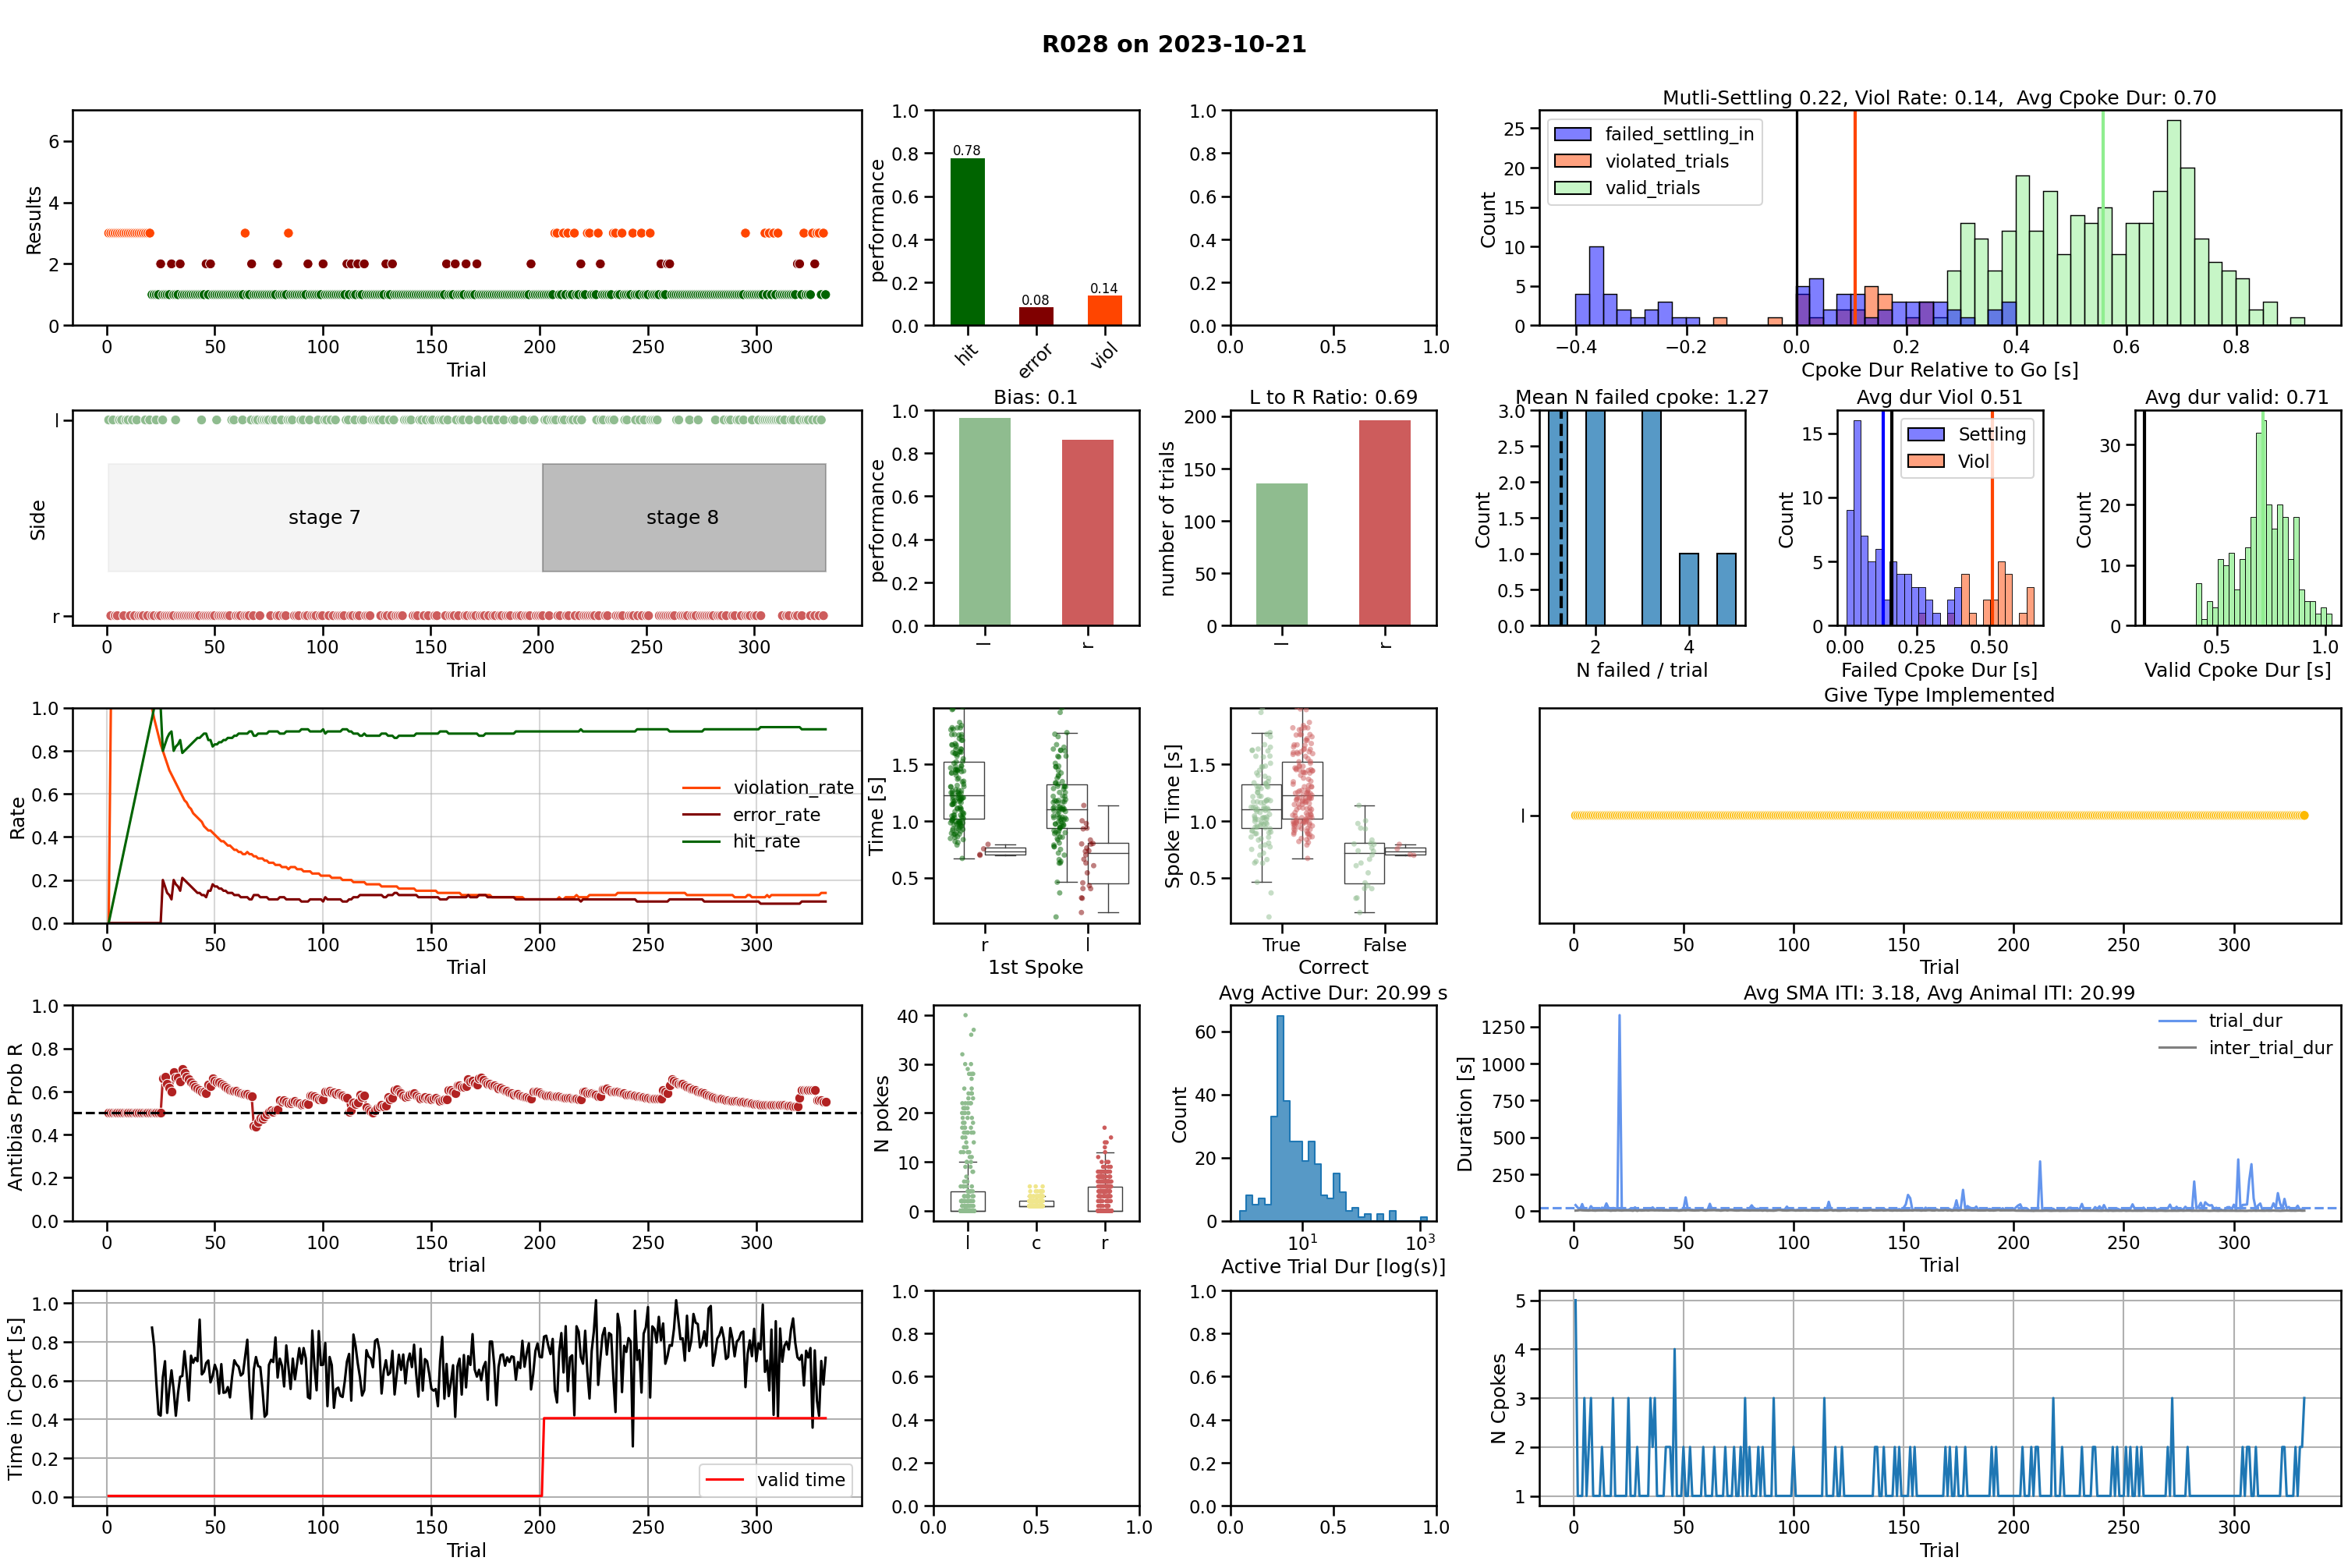 R028 on 2023-10-21
Results
6
4
2
0
0 50 100 150 200 250 300
Trial
performance
1.0
0.8
0.6
0.4
0.2
0.0
0.78
0.08
0.14
hit error viol
1.0
0.8
0.6
0.4
0.2
0.0
0.0 0.5 1.0
Mutli-Settling 0.22, Viol Rate: 0.14,  Avg Cpoke Dur: 0.70
failed_settling_in
violated_trials
valid_trials
Count
25
20
15
10
5
0
−0.4 −0.2 0.0 0.2 0.4 0.6 0.8
Cpoke Dur Relative to Go [s]
Side
l
r
stage 7 stage 8
0 50 100 150 200 250 300
Trial
Bias: 0.1
performance
1.0
0.8
0.6
0.4
0.2
0.0
l r
L to R Ratio: 0.69
number of trials
200
150
100
50
0
l r
Mean N failed cpoke: 1.27
Count
3.0
2.5
2.0
1.5
1.0
0.5
0.0
2 4
N failed / trial
Avg dur Viol 0.51
Settling
Viol
Count
15
10
5
0
0.00 0.25 0.50
Failed Cpoke Dur [s]
Avg dur valid: 0.71
Count
30
20
10
0
0.5 1.0
Valid Cpoke Dur [s]
Rate
1.0
0.8
0.6
0.4
0.2
0.0
violation_rate
error_rate
hit_rate
0 50 100 150 200 250 300
Trial
Time [s]
1.5
1.0
0.5
r l
1st Spoke
Spoke Time [s]
1.5
1.0
0.5
True False
Correct
Give Type Implemented
l
0 50 100 150 200 250 300
Trial
Antibias Prob R
1.0
0.8
0.6
0.4
0.2
0.0
0 50 100 150 200 250 300
trial
N pokes
40
30
20
10
0
l c r
Avg Active Dur: 20.99 s
Count
60
40
20
0
10¹ 10³
Active Trial Dur [log(s)]
Avg SMA ITI: 3.18, Avg Animal ITI: 20.99
trial_dur
inter_trial_dur
Duration [s]
1250
1000
750
500
250
0
0 50 100 150 200 250 300
Trial
Time in Cport [s]
1.0
0.8
0.6
0.4
0.2
0.0
valid time
0 50 100 150 200 250 300
Trial
1.0
0.8
0.6
0.4
0.2
0.0
0.0 0.5 1.0
1.0
0.8
0.6
0.4
0.2
0.0
0.0 0.5 1.0
N Cpokes
5
4
3
2
1
0 50 100 150 200 250 300
Trial